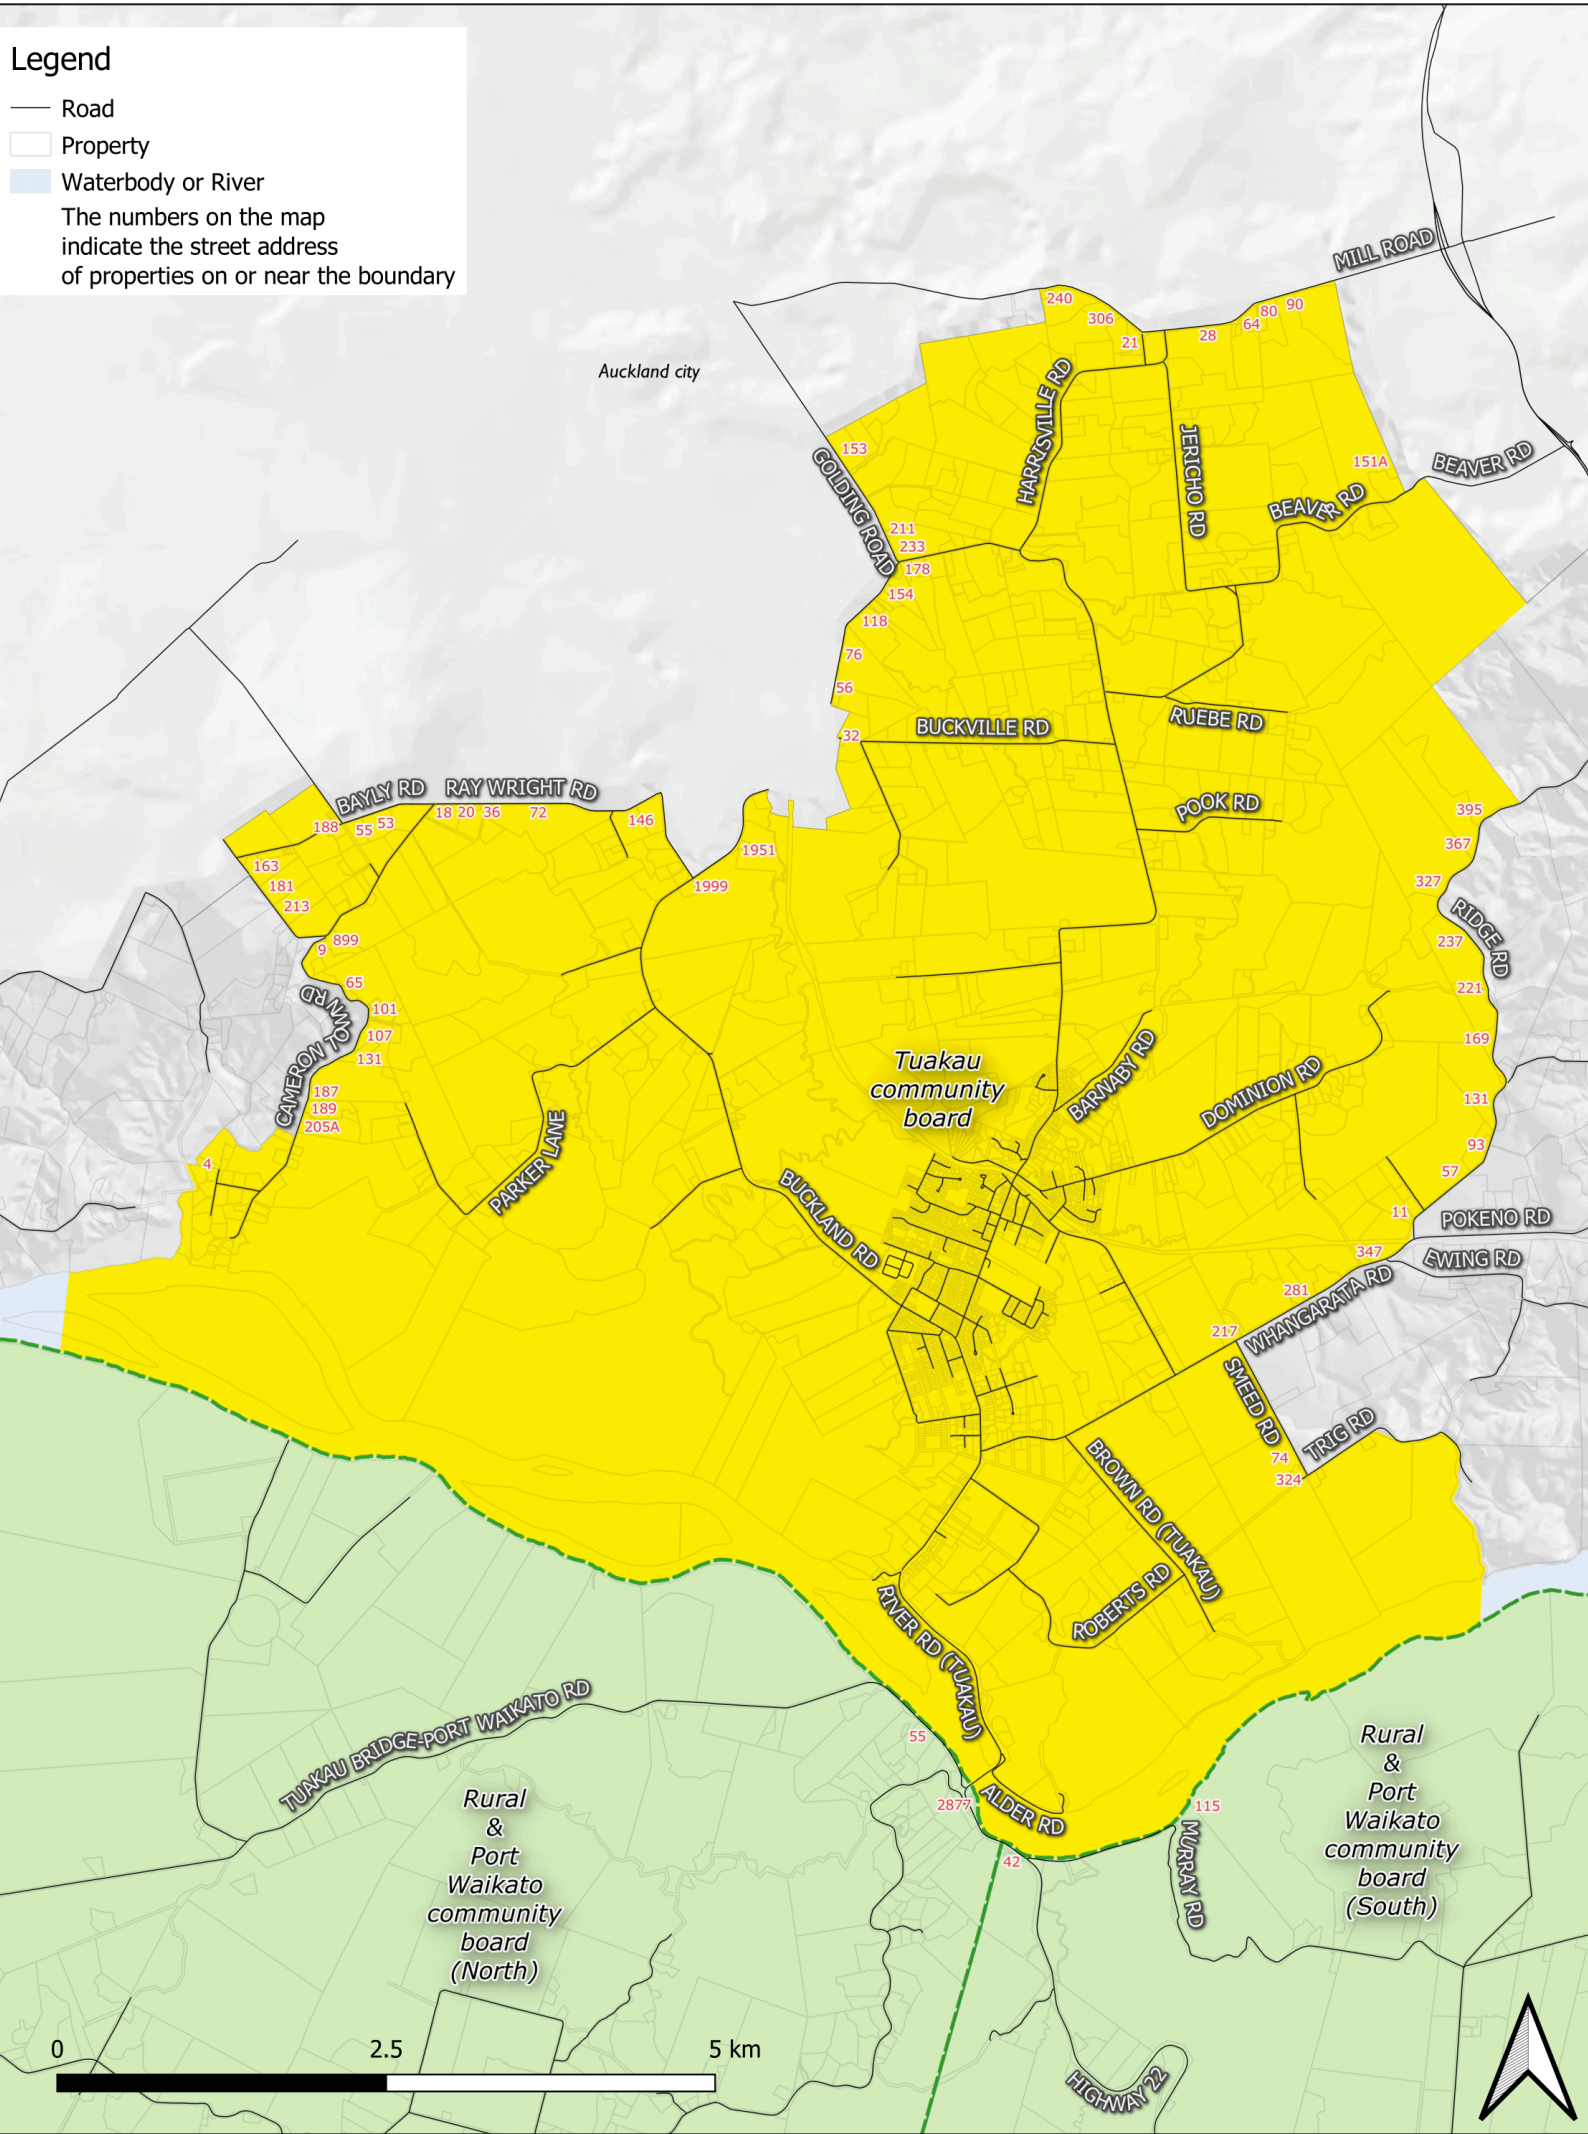 Legend
Road
Property
Waterbody or River
The numbers on the map
indicate the street address
of properties on or near the boundary
MILL ROAD
240
306
21
28
64
80
90
Auckland city
HARRISVILLE RD
JERICHO RD
153
GOLDING ROAD
151A
BEAVER RD
BEAVER RD
211
233
178
154
118
76
56
32
BUCKVILLE RD
RUEBE RD
POOK RD
BAYLY RD
RAY WRIGHT RD
188
55
53
18
20
36
72
146
1951
1999
163
181
213
899
9
65
101
107
131
CAMERON TOWN RD
187
189
205A
4
395
367
327
RIDGE RD
237
221
169
131
93
57
11
Tuakau
community
board
BARNABY RD
DOMINION RD
PARKER LANE
BUCKLAND RD
POKENO RD
EWING RD
347
281
WHANGARATA RD
217
SMEED RD
TRIG RD
74
324
BROWN RD (TUAKAU)
ROBERTS RD
RIVER RD (TUAKAU)
TUAKAU BRIDGE-PORT WAIKATO RD
55
2877
ALDER RD
42
115
MURRAY RD
Rural
&
Port
Waikato
community
board
(South)
Rural
&
Port
Waikato
community
board
(North)
HIGHWAY 22
0
2.5
5 km